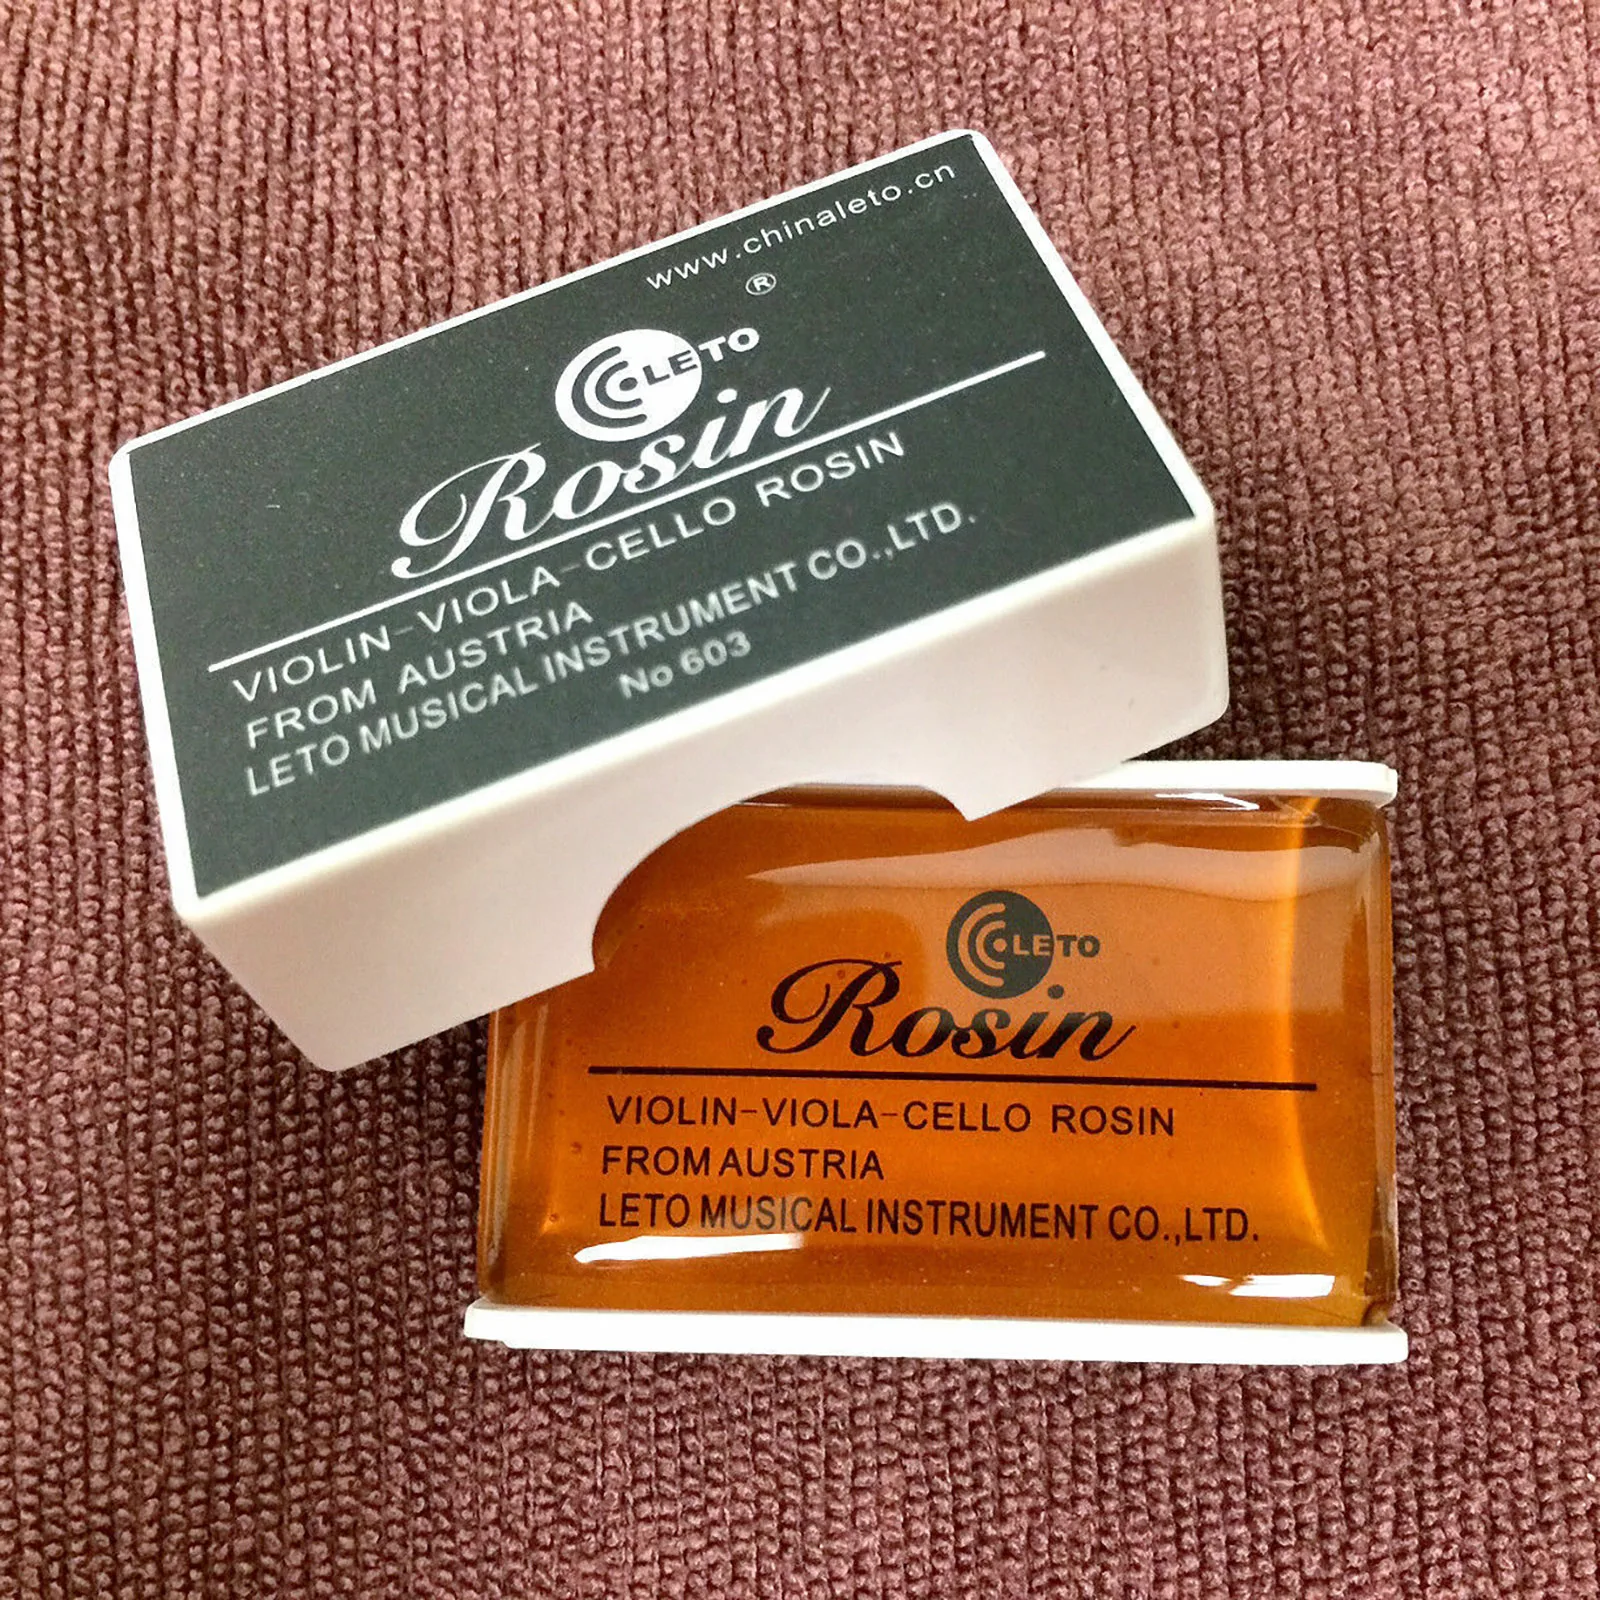 www.chinaleto.cn
®
LETO
Rosin
VIOLIN-VIOLA-CELLO ROSIN
FROM AUSTRIA
LETO MUSICAL INSTRUMENT CO.,LTD.
No 603
LETO
Rosin
VIOLIN-VIOLA-CELLO ROSIN
FROM AUSTRIA
LETO MUSICAL INSTRUMENT CO.,LTD.